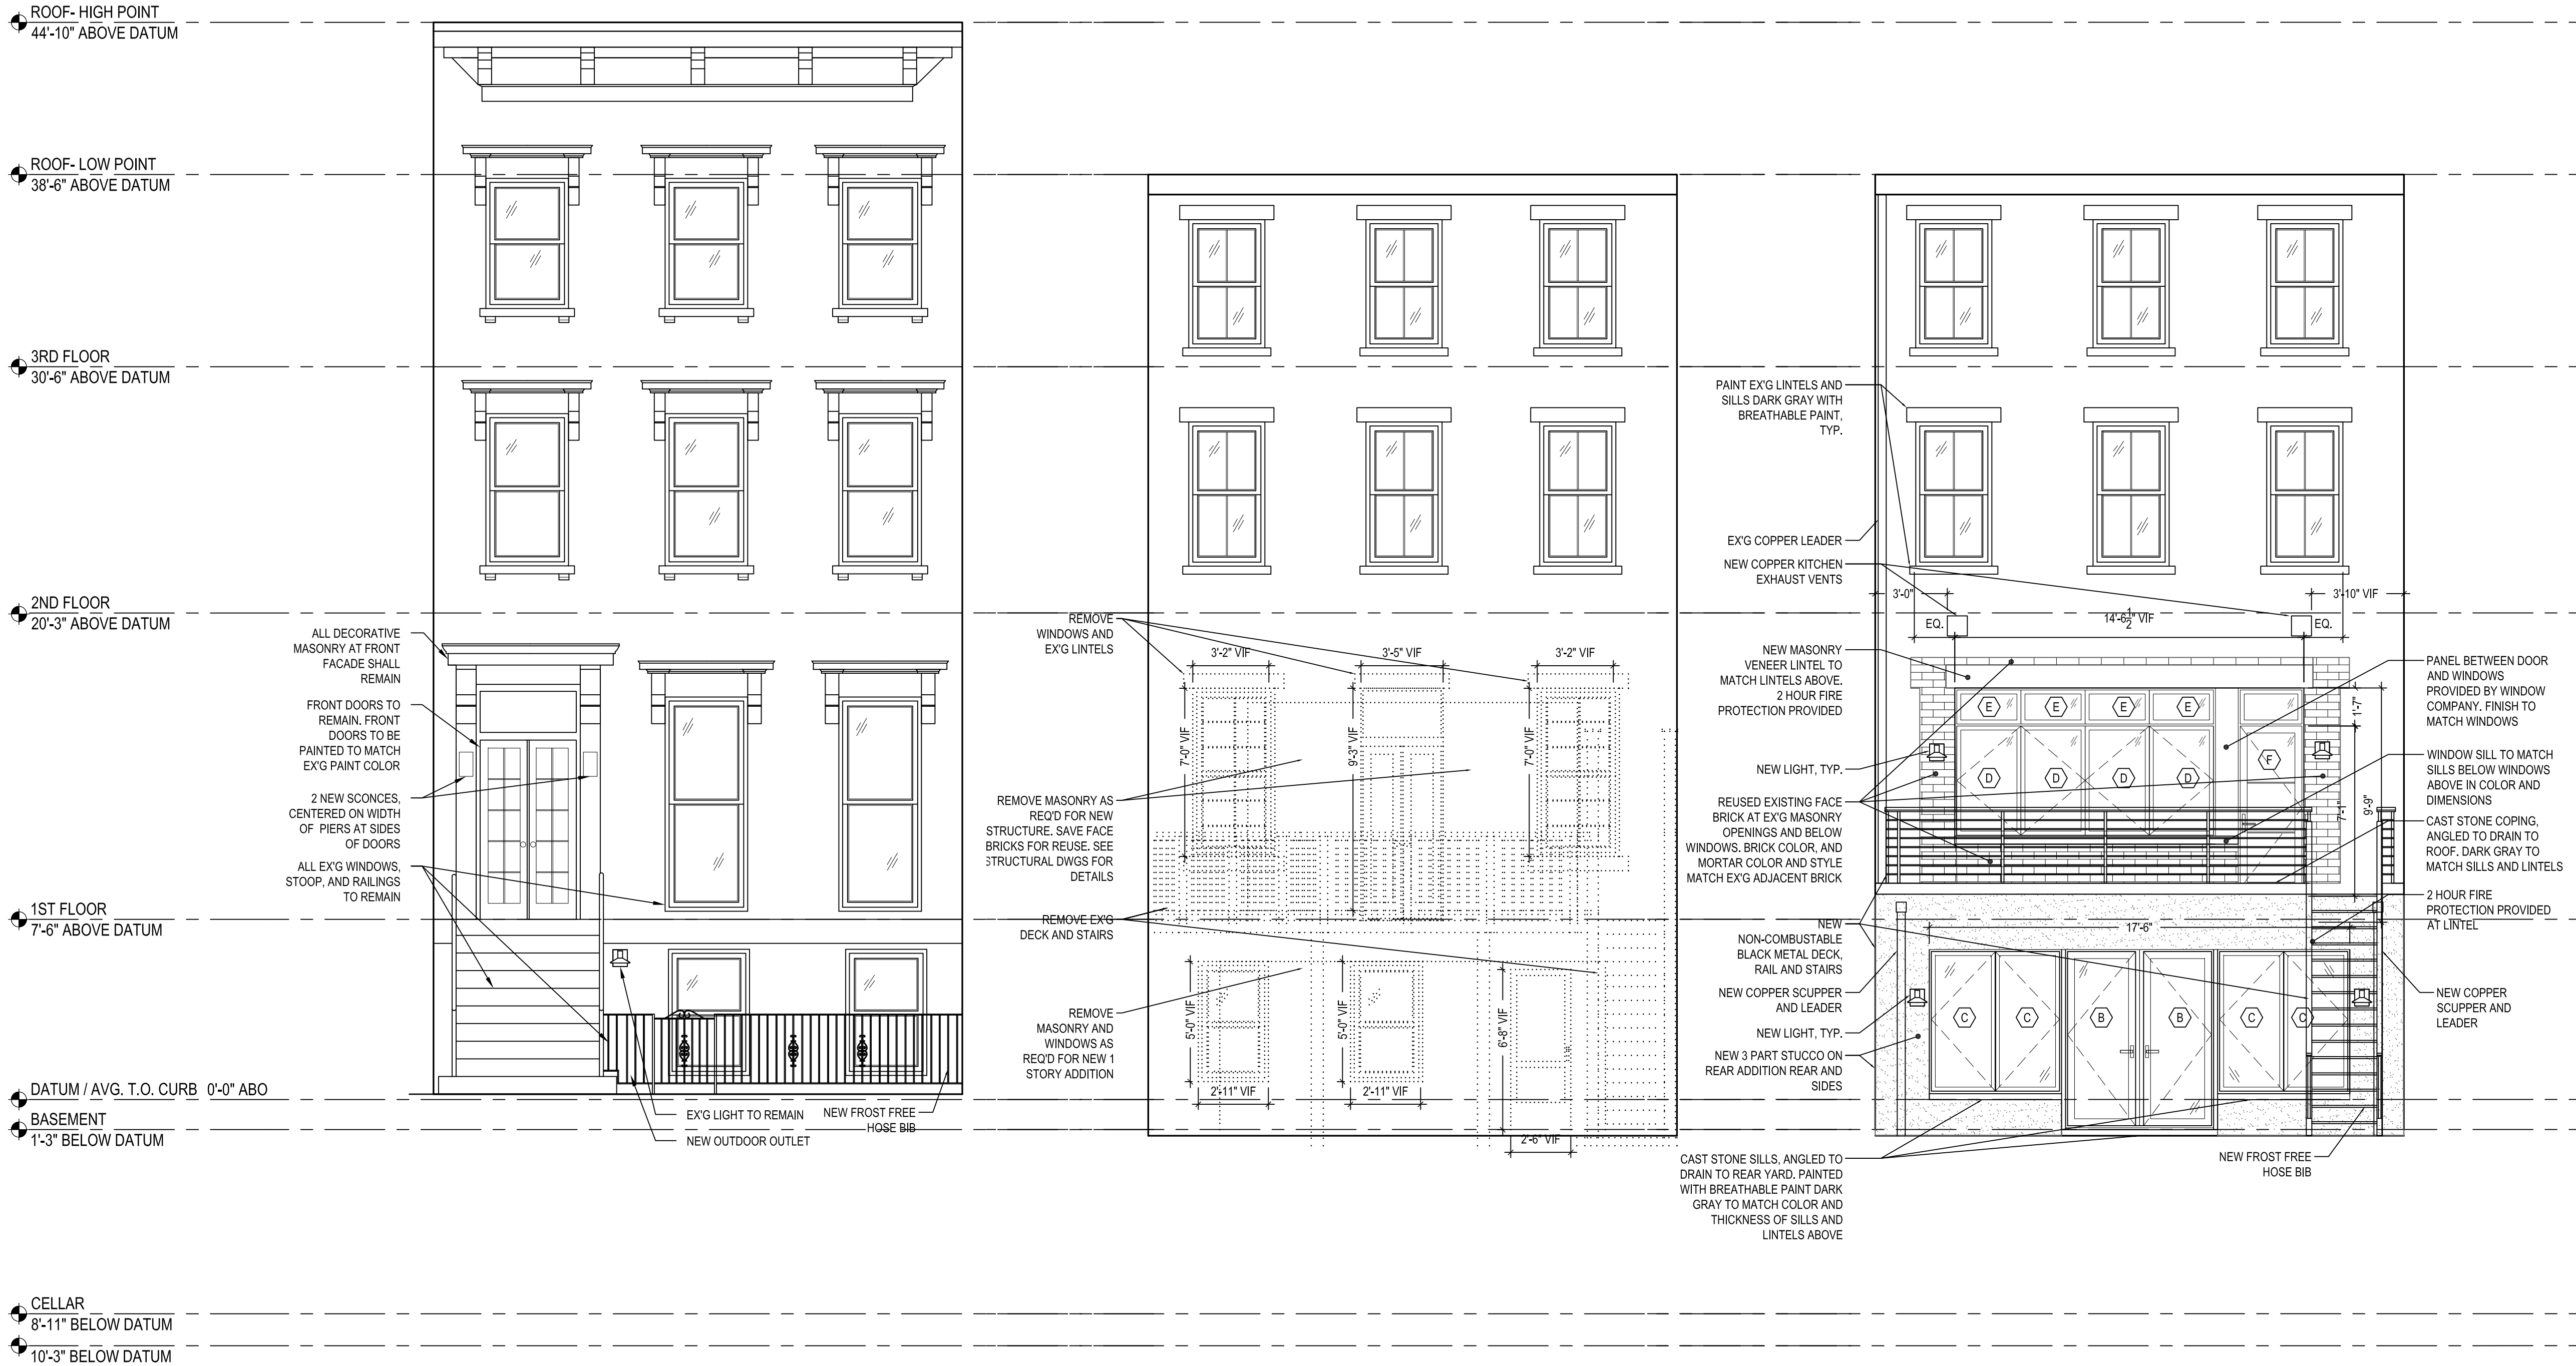 ROOF- HIGH POINT
44'-10" ABOVE DATUM
ROOF- LOW POINT
38'-6" ABOVE DATUM
3RD FLOOR
30'-6" ABOVE DATUM
2ND FLOOR
20'-3" ABOVE DATUM
1ST FLOOR
7'-6" ABOVE DATUM
DATUM / AVG. T.O. CURB 0'-0" ABO
BASEMENT
1'-3" BELOW DATUM
CELLAR
8'-11" BELOW DATUM
10'-3" BELOW DATUM
ALL DECORATIVE
MASONRY AT FRONT
FACADE SHALL
REMAIN
FRONT DOORS TO
REMAIN. FRONT
DOORS TO BE
PAINTED TO MATCH
EX'G PAINT COLOR
2 NEW SCONCES,
CENTERED ON WIDTH
OF PIERS AT SIDES
OF DOORS
ALL EX'G WINDOWS,
STOOP, AND RAILINGS
TO REMAIN
EX'G LIGHT TO REMAIN
NEW OUTDOOR OUTLET
NEW FROST FREE
HOSE BIB
REMOVE
WINDOWS AND
EX'G LINTELS
REMOVE MASONRY AS
REQ'D FOR NEW
STRUCTURE. SAVE FACE
BRICKS FOR REUSE. SEE
STRUCTURAL DWGS FOR
DETAILS
REMOVE EX'G
DECK AND STAIRS
REMOVE
MASONRY AND
WINDOWS AS
REQ'D FOR NEW 1
STORY ADDITION
3'-2" VIF
3'-5" VIF
3'-2" VIF
7'-0" VIF
9'-3" VIF
7'-0" VIF
5'-0" VIF
5'-0" VIF
6'-8" VIF
2'-11" VIF
2'-11" VIF
2'-6" VIF
PAINT EX'G LINTELS AND
SILLS DARK GRAY WITH
BREATHABLE PAINT,
TYP.
EX'G COPPER LEADER
NEW COPPER KITCHEN
EXHAUST VENTS
NEW MASONRY
VENEER LINTEL TO
MATCH LINTELS ABOVE.
2 HOUR FIRE
PROTECTION PROVIDED
NEW LIGHT, TYP.
REUSED EXISTING FACE
BRICK AT EX'G MASONRY
OPENINGS AND BELOW
WINDOWS. BRICK COLOR, AND
MORTAR COLOR AND STYLE
MATCH EX'G ADJACENT BRICK
NEW
NON-COMBUSTABLE
BLACK METAL DECK,
RAIL AND STAIRS
NEW COPPER SCUPPER
AND LEADER
NEW LIGHT, TYP.
NEW 3 PART STUCCO ON
REAR ADDITION REAR AND
SIDES
CAST STONE SILLS, ANGLED TO
DRAIN TO REAR YARD. PAINTED
WITH BREATHABLE PAINT DARK
GRAY TO MATCH COLOR AND
THICKNESS OF SILLS AND
LINTELS ABOVE
3'-0"
3'-10" VIF
EQ.
14'-6 1/2" VIF
EQ.
E
E
E
E
D
D
D
D
F
1'-7"
7'-1"
9'-9"
17'-6"
C
C
B
B
C
C
PANEL BETWEEN DOOR
AND WINDOWS
PROVIDED BY WINDOW
COMPANY. FINISH TO
MATCH WINDOWS
WINDOW SILL TO MATCH
SILLS BELOW WINDOWS
ABOVE IN COLOR AND
DIMENSIONS
CAST STONE COPING,
ANGLED TO DRAIN TO
ROOF. DARK GRAY TO
MATCH SILLS AND LINTELS
2 HOUR FIRE
PROTECTION PROVIDED
AT LINTEL
NEW COPPER
SCUPPER AND
LEADER
NEW FROST FREE
HOSE BIB